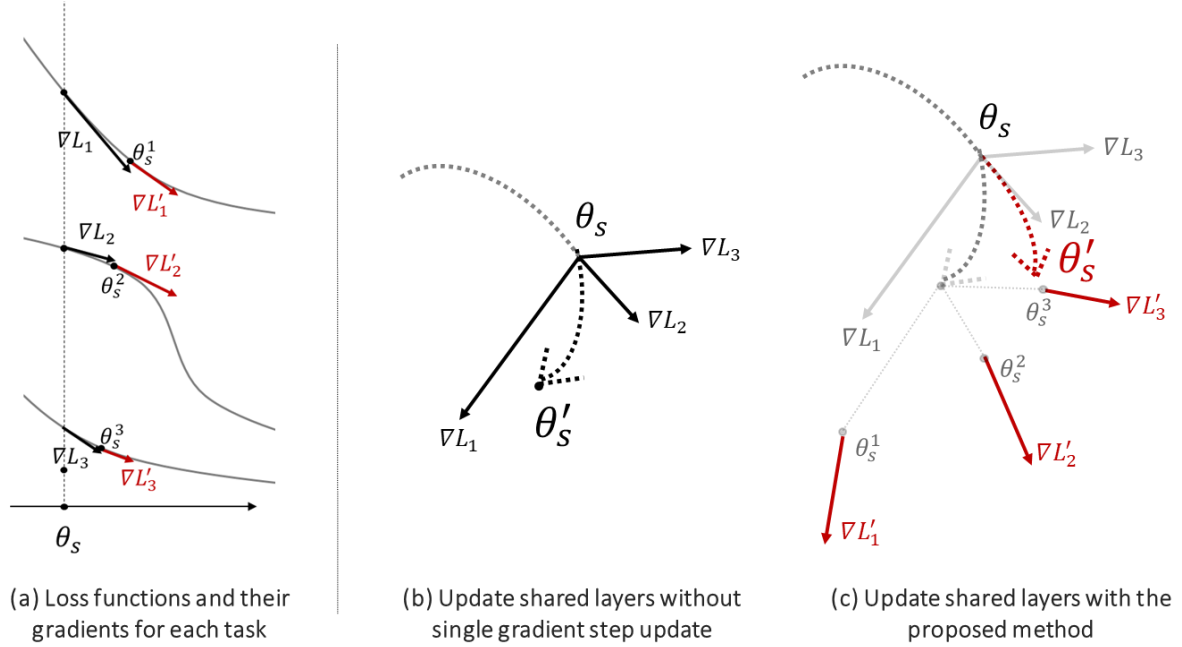 ∇L₁
θₛ¹
∇L′₁
∇L₂
θₛ²
∇L′₂
∇L₃
θₛ³
∇L′₃
θₛ
(a) Loss functions and their
gradients for each task
θₛ
∇L₃
∇L₂
∇L₁
θ′ₛ
(b) Update shared layers without
single gradient step update
θₛ
∇L₃
∇L₂
θ′ₛ
θₛ³
∇L′₃
∇L₁
θₛ²
θₛ¹
∇L′₂
∇L′₁
(c) Update shared layers with the
proposed method